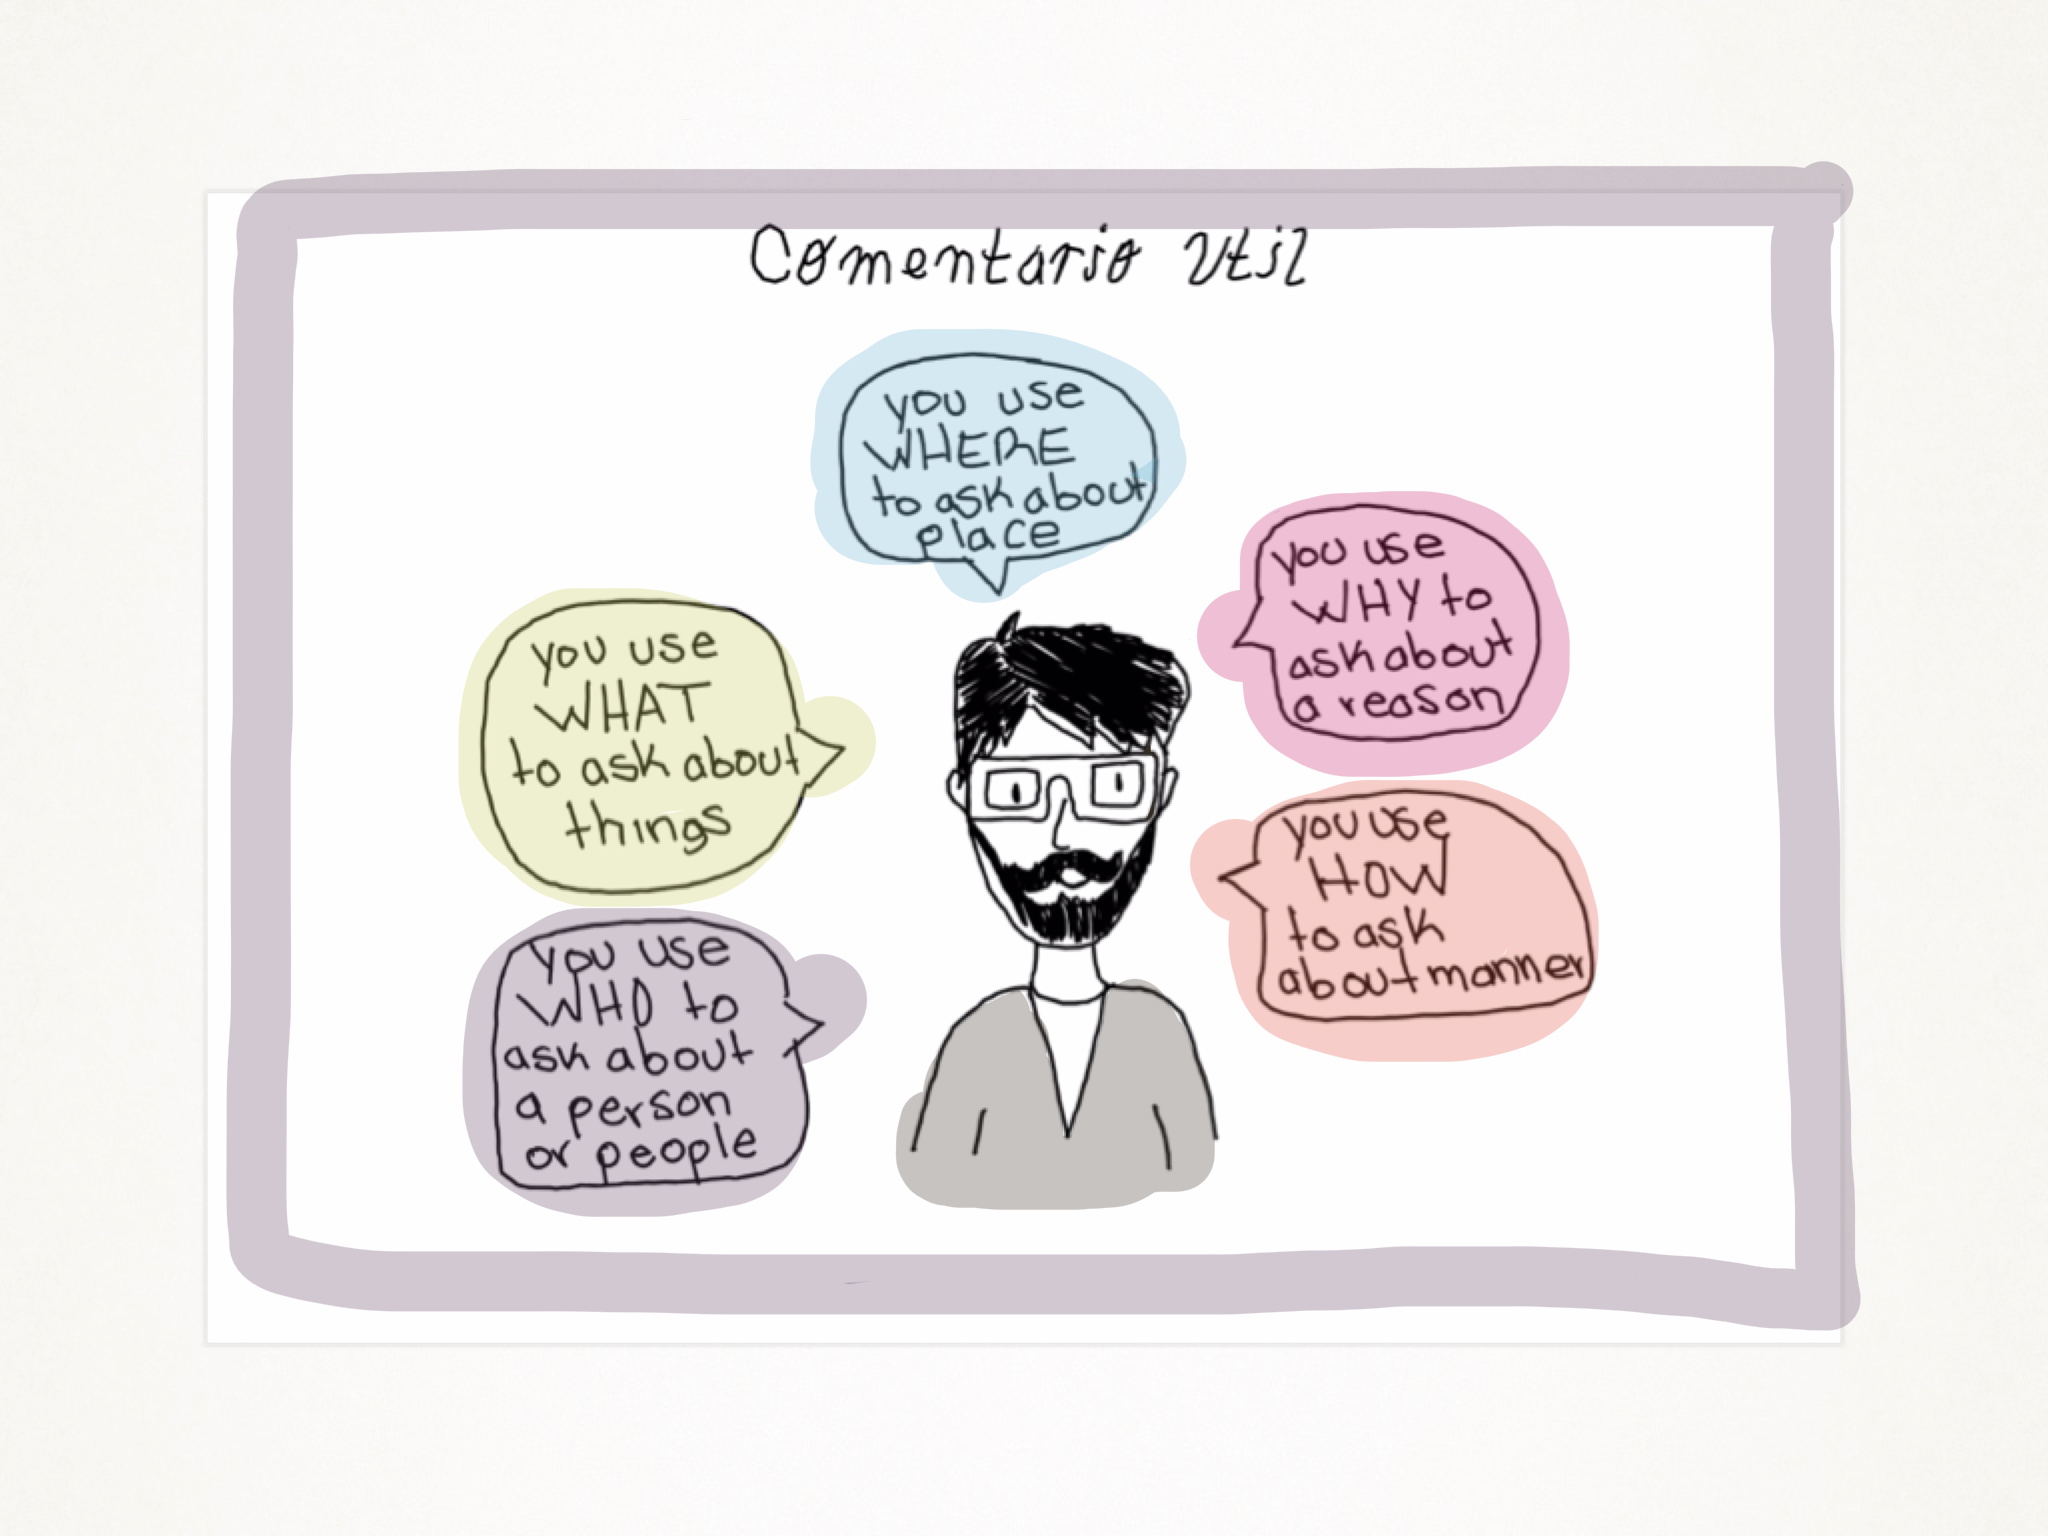 Comentario Util
you use
WHERE
to ask about
place
you use
WHY to
ask about
a reason
you use
WHAT
to ask about
things
you use
HOW
to ask
about manner
you use
WHO to
ask about
a person
or people